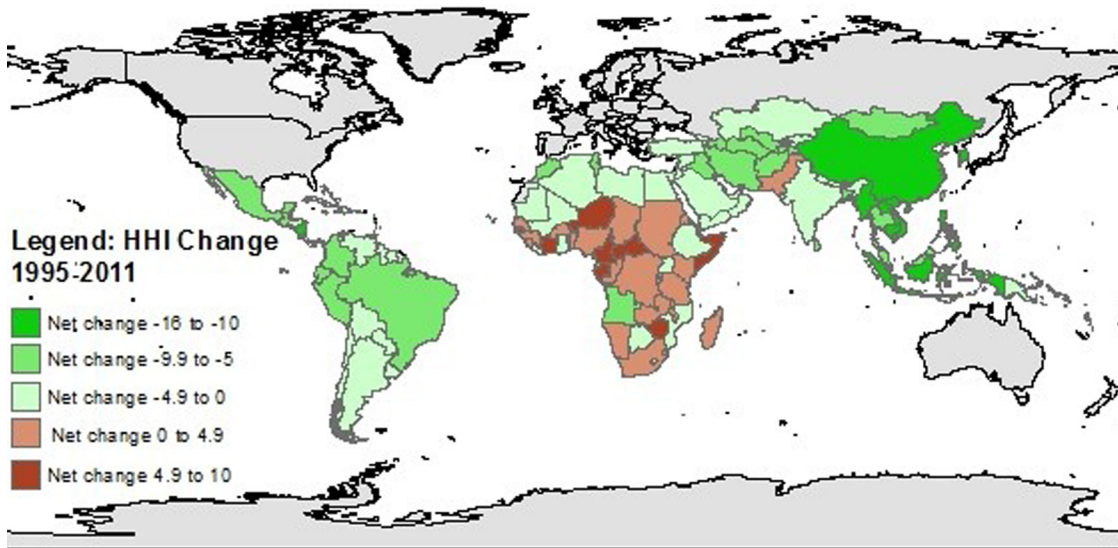 Legend: HHI Change
1995-2011
Net change -16 to -10
Net change -9.9 to -5
Net change -4.9 to 0
Net change 0 to 4.9
Net change 4.9 to 10